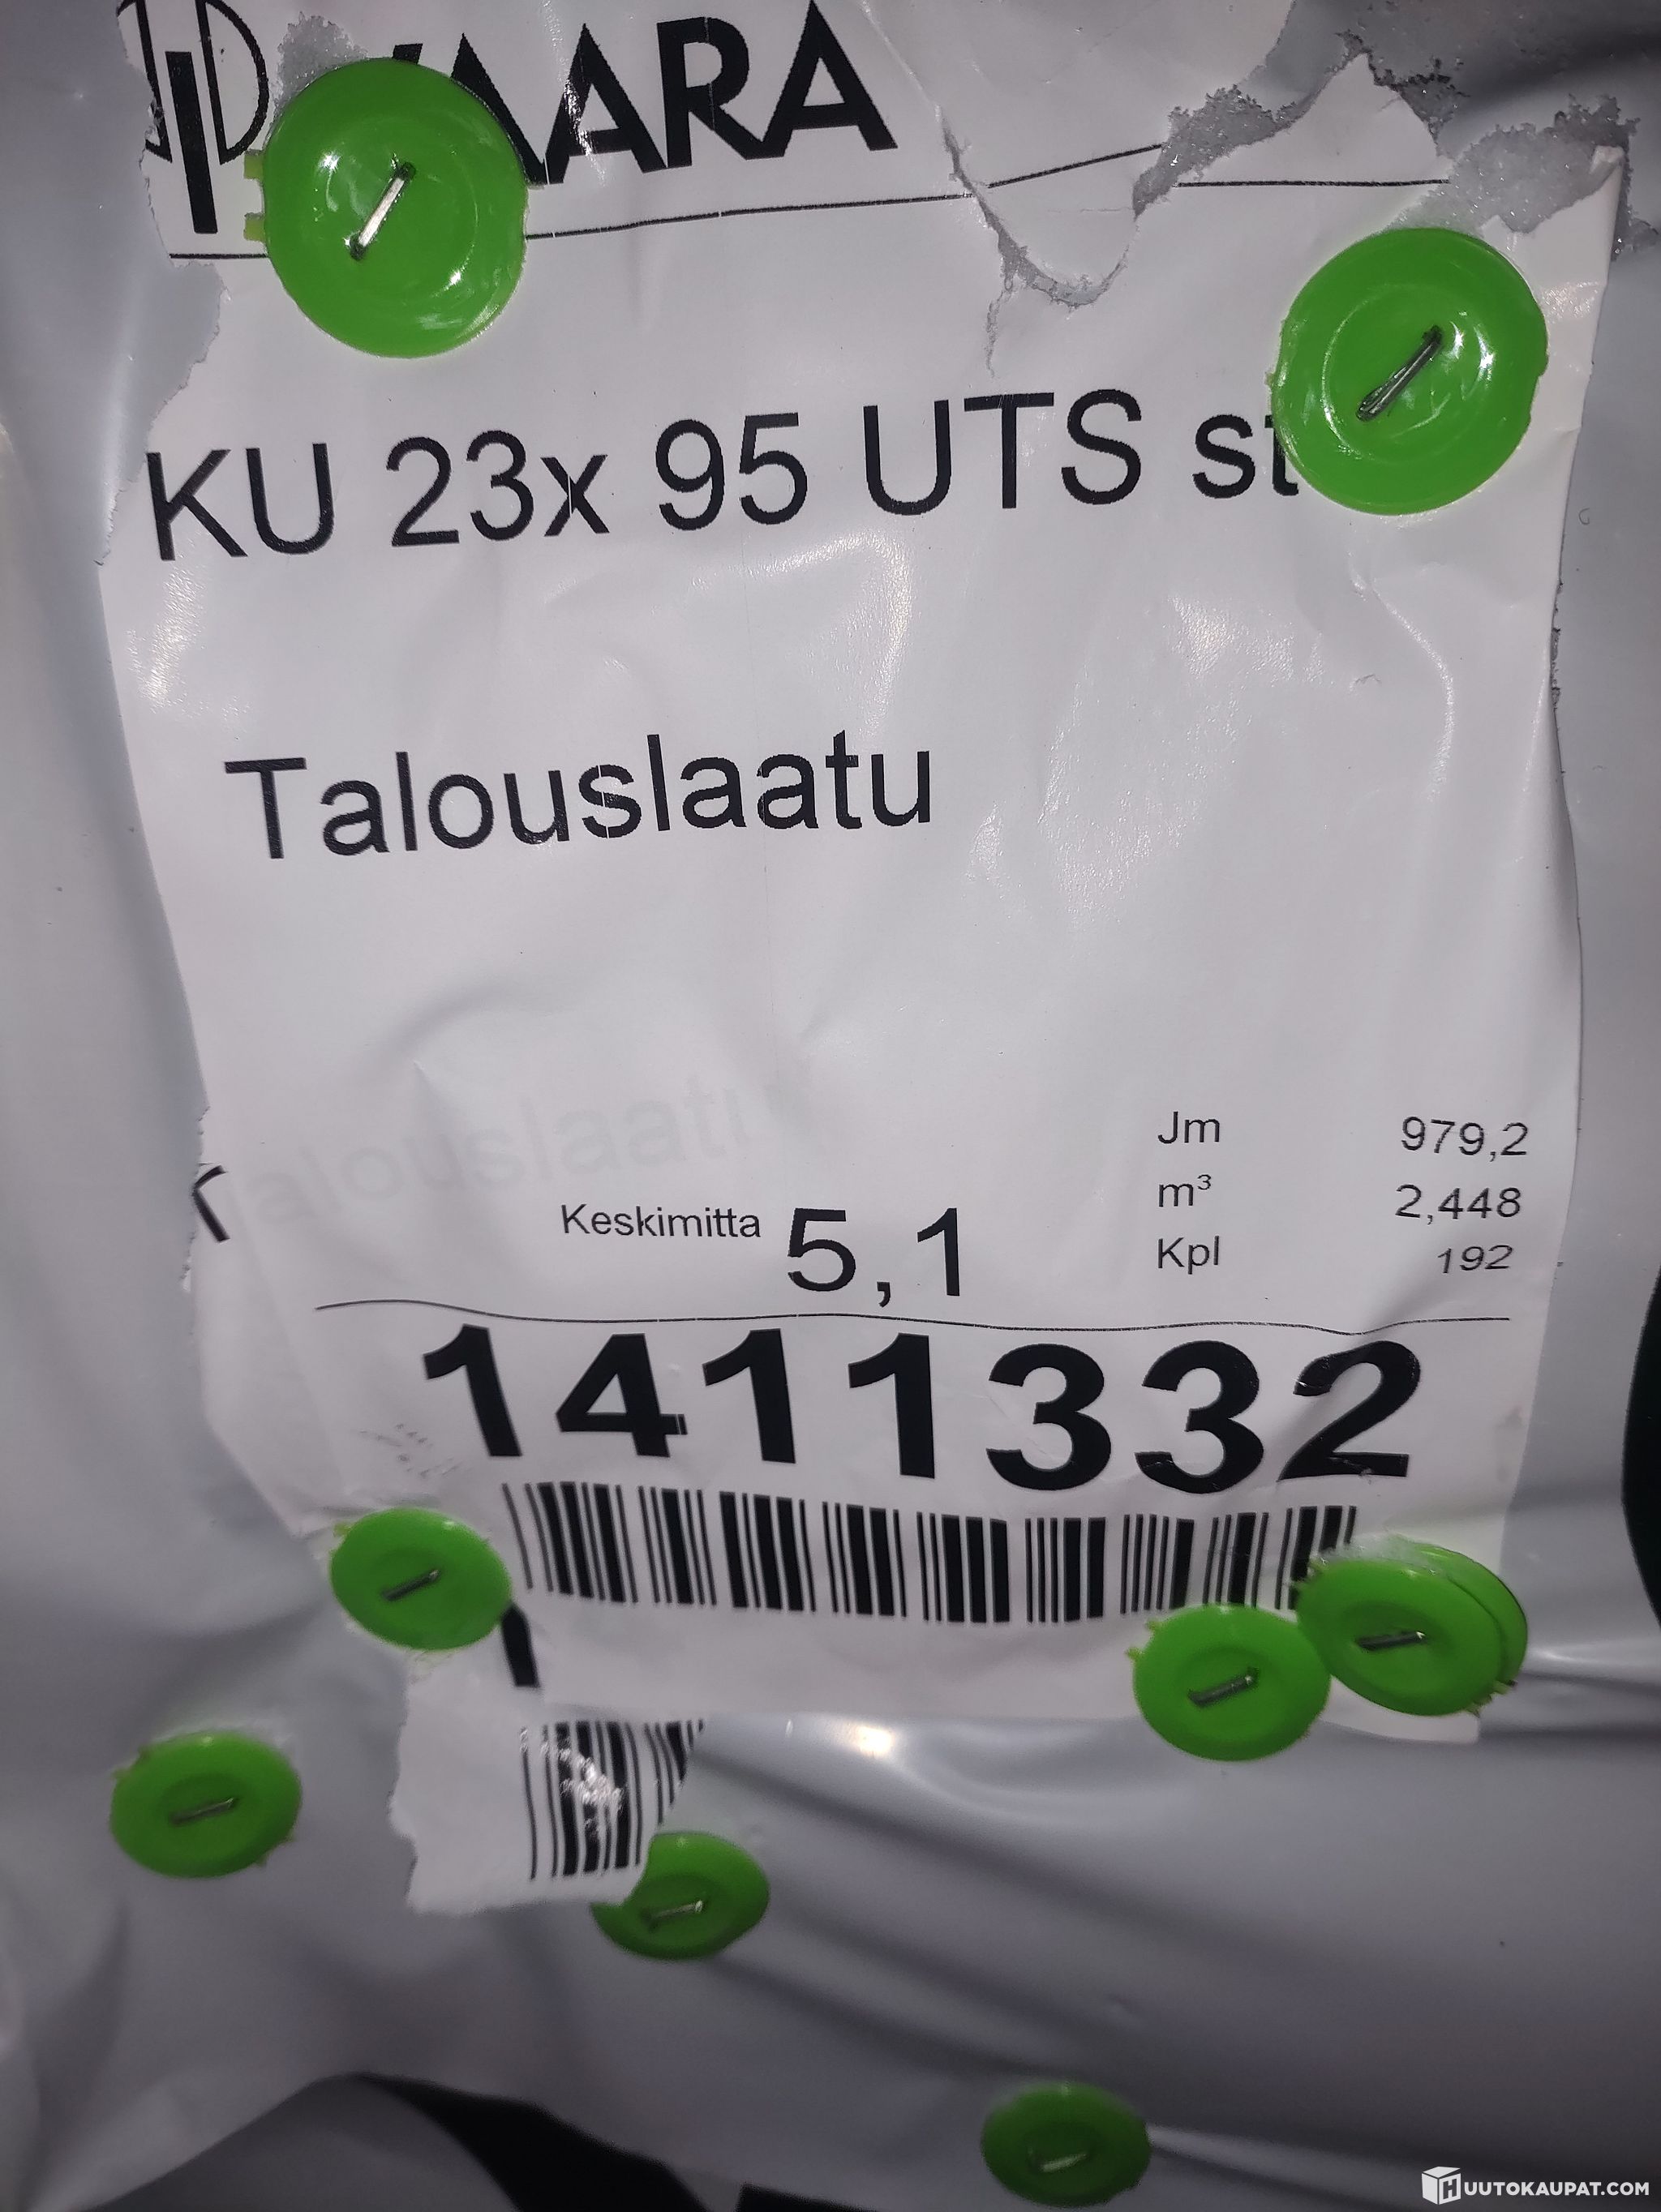 KU 23x 95 UTS st
Talouslaatu
Talouslaatu
Keskimitta 5,1
Jm 979,2
m³ 2,448
Kpl 192
1411332
HUUTOKAUPAT.COM